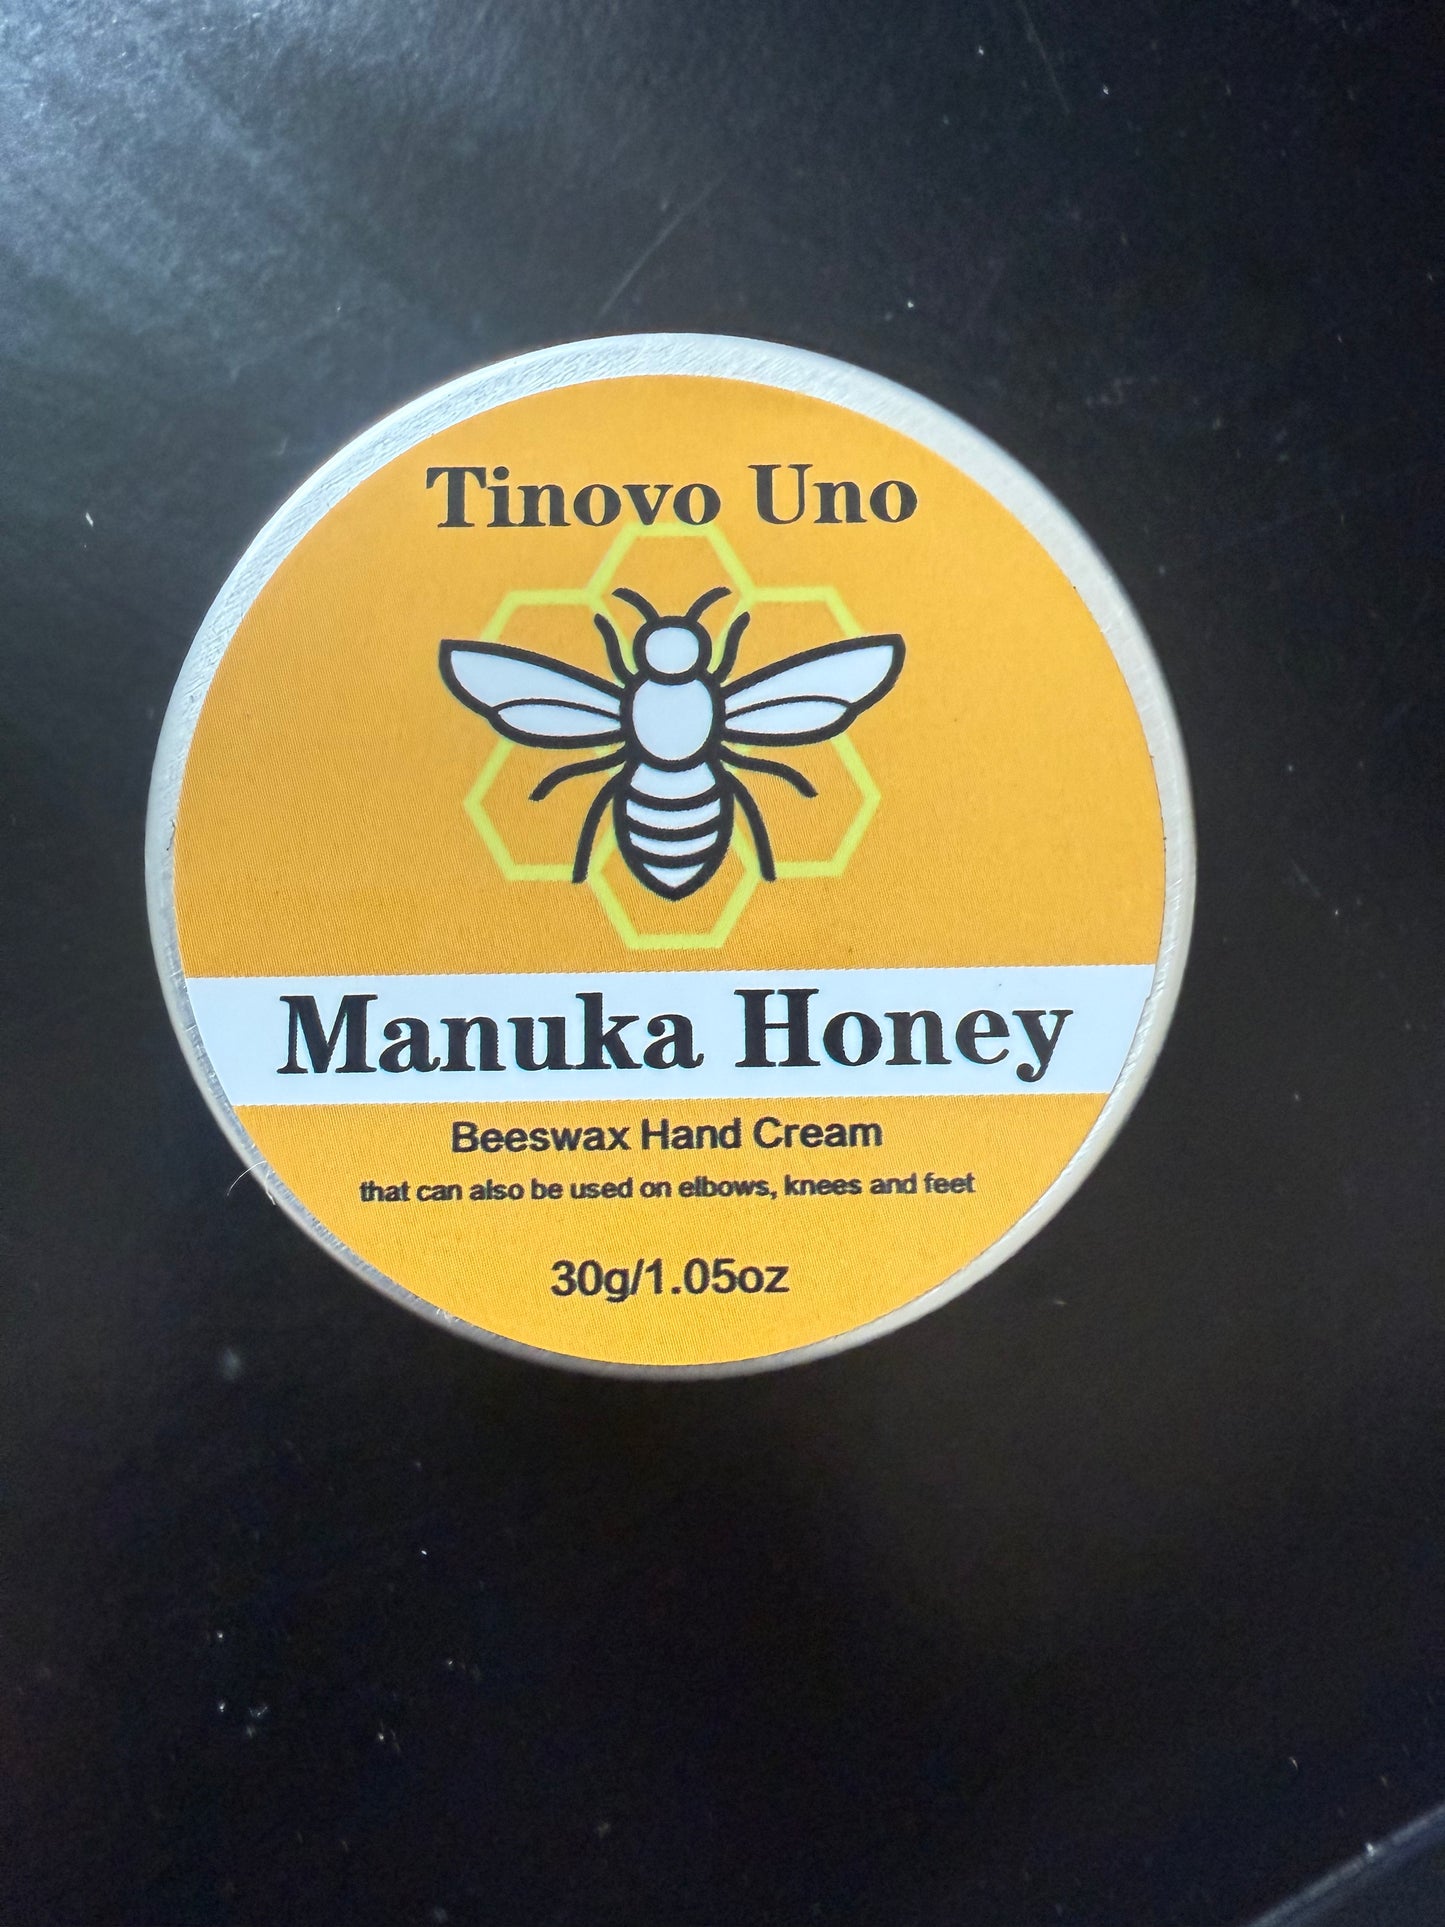 Tinovo Uno
Manuka Honey
Beeswax Hand Cream
that can also be used on elbows, knees and feet
30g/1.05oz